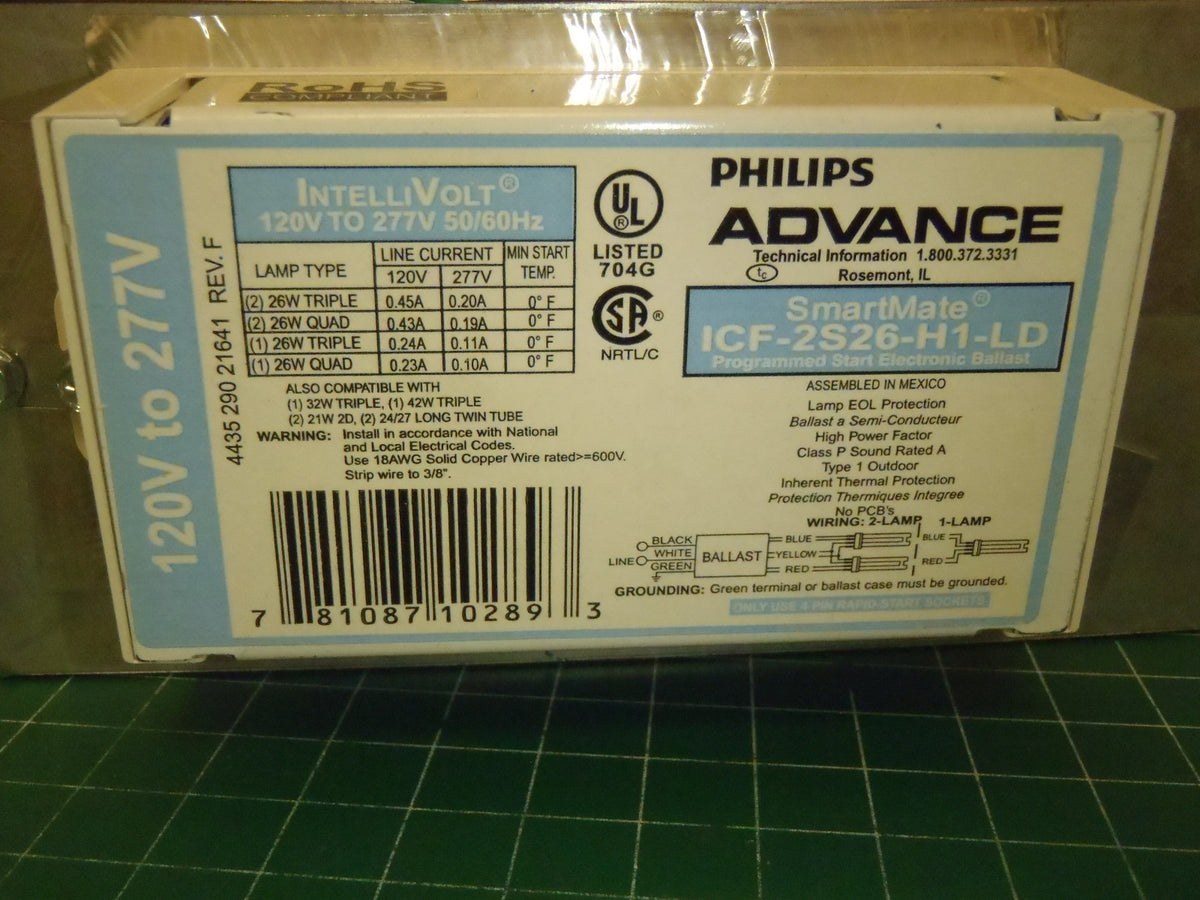 RoHS
COMPLIANT
120V to 277V
4435 290 21641 REV. F
INTELLIVOLT®
120V TO 277V 50/60Hz
LAMP TYPE LINE CURRENT MIN START TEMP.
120V 277V
(2) 26W TRIPLE 0.45A 0.20A 0° F
(2) 26W QUAD 0.43A 0.19A 0° F
(1) 26W TRIPLE 0.24A 0.11A 0° F
(1) 26W QUAD 0.23A 0.10A 0° F
ALSO COMPATIBLE WITH
(1) 32W TRIPLE, (1) 42W TRIPLE
(2) 21W 2D, (2) 24/27 LONG TWIN TUBE
WARNING: Install in accordance with National
and Local Electrical Codes.
Use 18AWG Solid Copper Wire rated>=600V.
Strip wire to 3/8".
7 81087 10289 3
UL ®
LISTED
704G
SA ®
NRTL/C
PHILIPS
ADVANCE
Technical Information 1.800.372.3331
tc Rosemont, IL
SmartMate®
ICF-2S26-H1-LD
Programmed Start Electronic Ballast
ASSEMBLED IN MEXICO
Lamp EOL Protection
Ballast a Semi-Conducteur
High Power Factor
Class P Sound Rated A
Type 1 Outdoor
Inherent Thermal Protection
Protection Thermiques Integree
No PCB's
WIRING: 2-LAMP 1-LAMP
LINE BLACK WHITE GREEN BALLAST BLUE YELLOW RED BLUE RED
GROUNDING: Green terminal or ballast case must be grounded.
ONLY USE 4 PIN RAPID-START SOCKETS